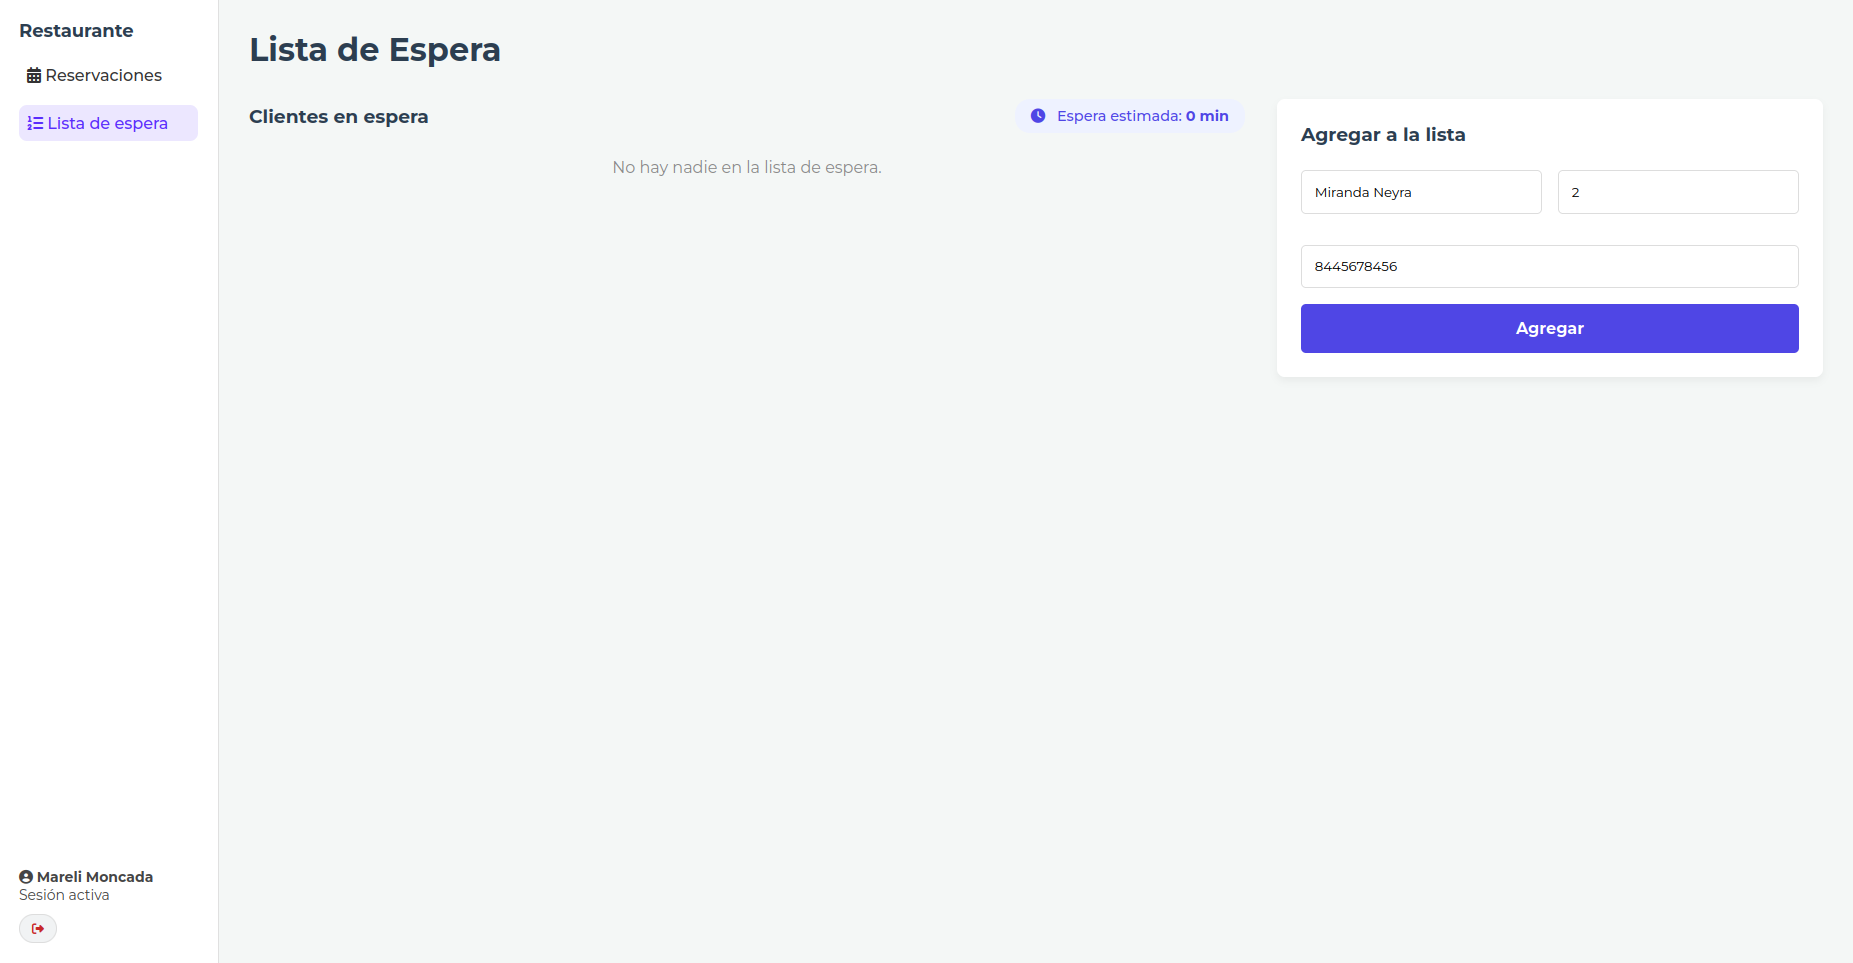 Restaurante
Reservaciones
Lista de espera
Mareli Moncada
Sesión activa
Lista de Espera
Clientes en espera
Espera estimada: 0 min
No hay nadie en la lista de espera.
Agregar a la lista
Miranda Neyra
2
8445678456
Agregar